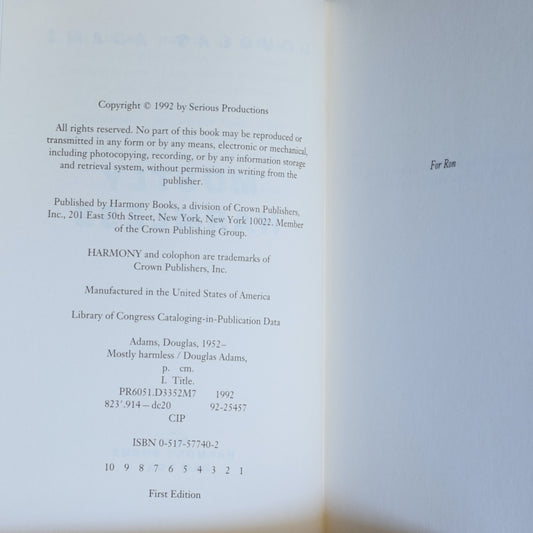 Copyright © 1992 by Serious Productions
All rights reserved. No part of this book may be reproduced or
transmitted in any form or by any means, electronic or mechanical,
including photocopying, recording, or by any information storage
and retrieval system, without permission in writing from the
publisher.
Published by Harmony Books, a division of Crown Publishers,
Inc., 201 East 50th Street, New York, New York 10022. Member
of the Crown Publishing Group.
HARMONY and colophon are trademarks of
Crown Publishers, Inc.
Manufactured in the United States of America
Library of Congress Cataloging-in-Publication Data
Adams, Douglas, 1952–
Mostly harmless / Douglas Adams,
p. cm.
I. Title.
PR6051.D3352M7 1992
823'.914—dc20 92-25457
CIP
ISBN 0-517-57740-2
10 9 8 7 6 5 4 3 2 1
First Edition
For Ron